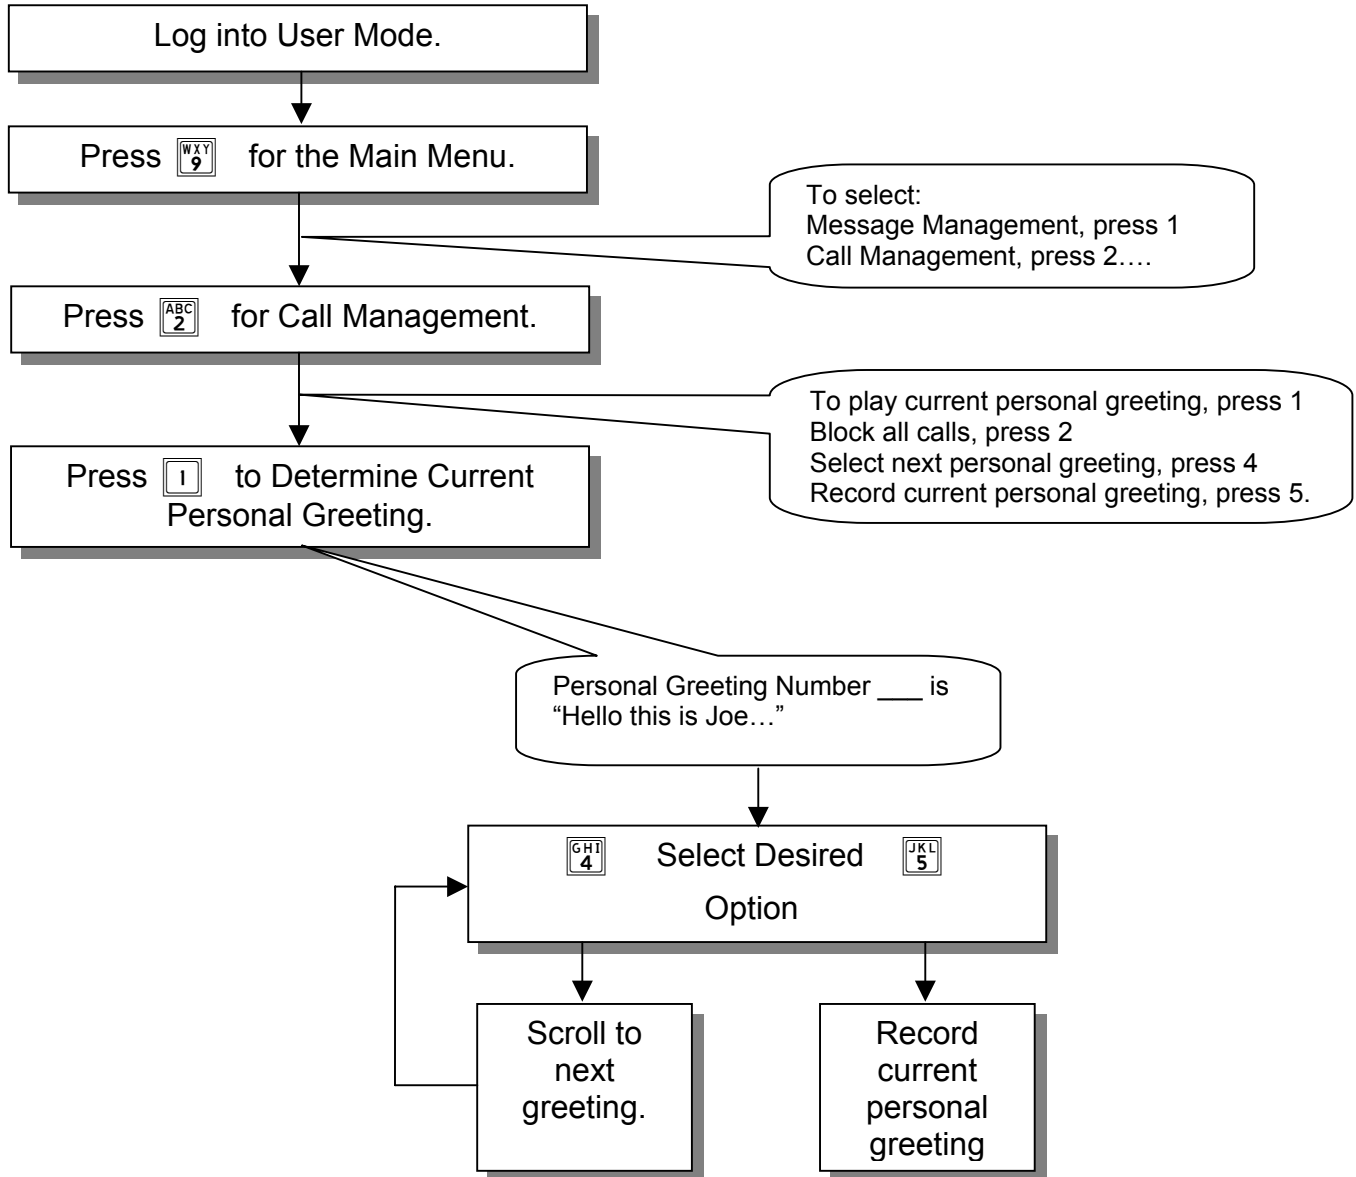 Log into User Mode.
Press WXY 9 for the Main Menu.
To select:
Message Management, press 1
Call Management, press 2….
Press ABC 2 for Call Management.
To play current personal greeting, press 1
Block all calls, press 2
Select next personal greeting, press 4
Record current personal greeting, press 5.
Press 1 to Determine Current
Personal Greeting.
Personal Greeting Number ___ is
“Hello this is Joe…”
GHI 4 Select Desired JKL 5
Option
Scroll to
next
greeting.
Record
current
personal
greeting